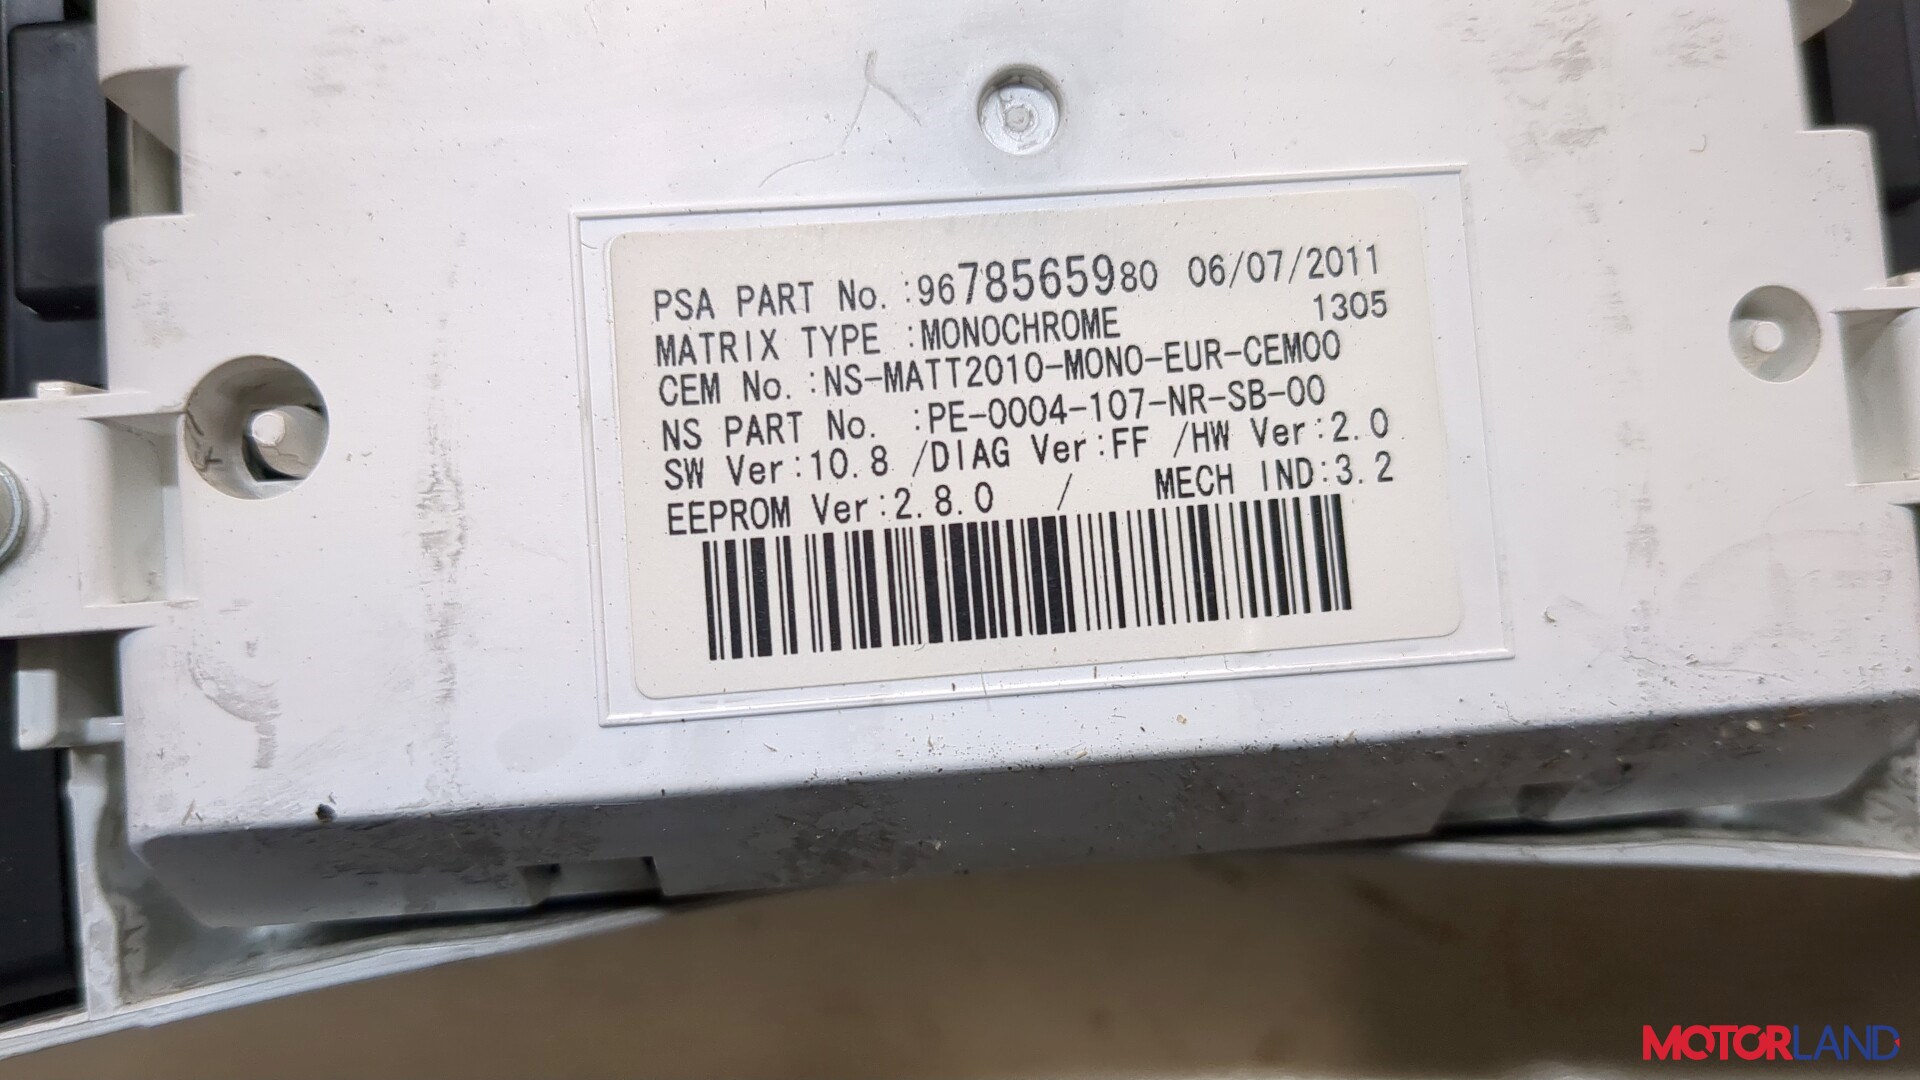 PSA PART No. :9678565980 06/07/2011
MATRIX TYPE :MONOCHROME 1305
CEM No. :NS-MATT2010-MONO-EUR-CEM00
NS PART No. :PE-0004-107-NR-SB-00
SW Ver:10.8 /DIAG Ver:FF /HW Ver:2.0
EEPROM Ver:2.8.0 / MECH IND:3.2
MOTORLAND